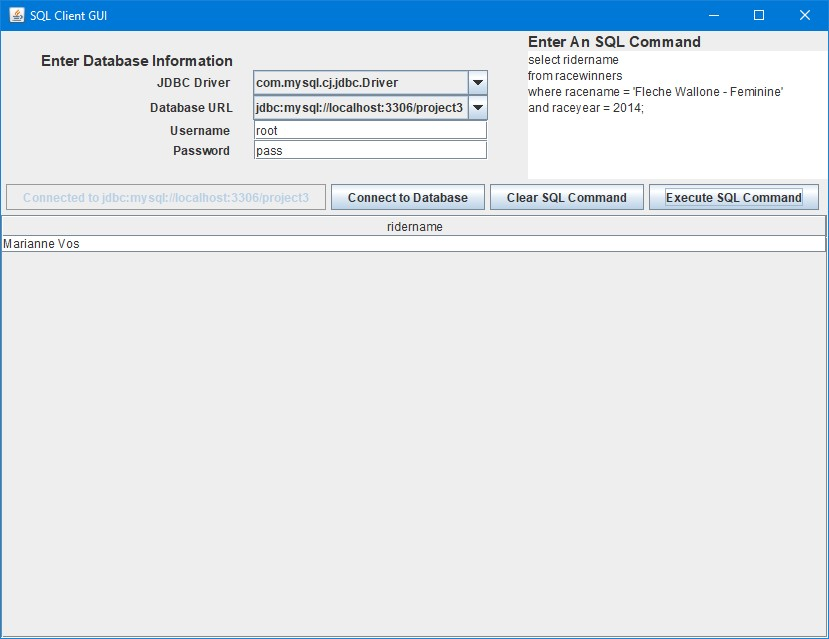 SQL Client GUI
Enter Database Information
JDBC Driver
com.mysql.cj.jdbc.Driver
Database URL
jdbc:mysql://localhost:3306/project3
Username
root
Password
pass
Enter An SQL Command
select ridername
from racewinners
where racename = 'Fleche Wallone - Feminine'
and raceyear = 2014;
Connected to jdbc:mysql://localhost:3306/project3
Connect to Database
Clear SQL Command
Execute SQL Command
ridername
Marianne Vos